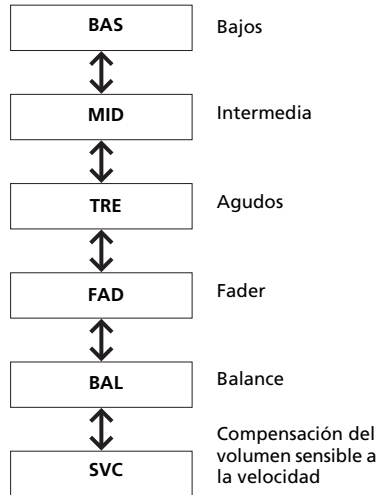 BAS Bajos
MID Intermedia
TRE Agudos
FAD Fader
BAL Balance
SVC
Compensación del
volumen sensible a
la velocidad